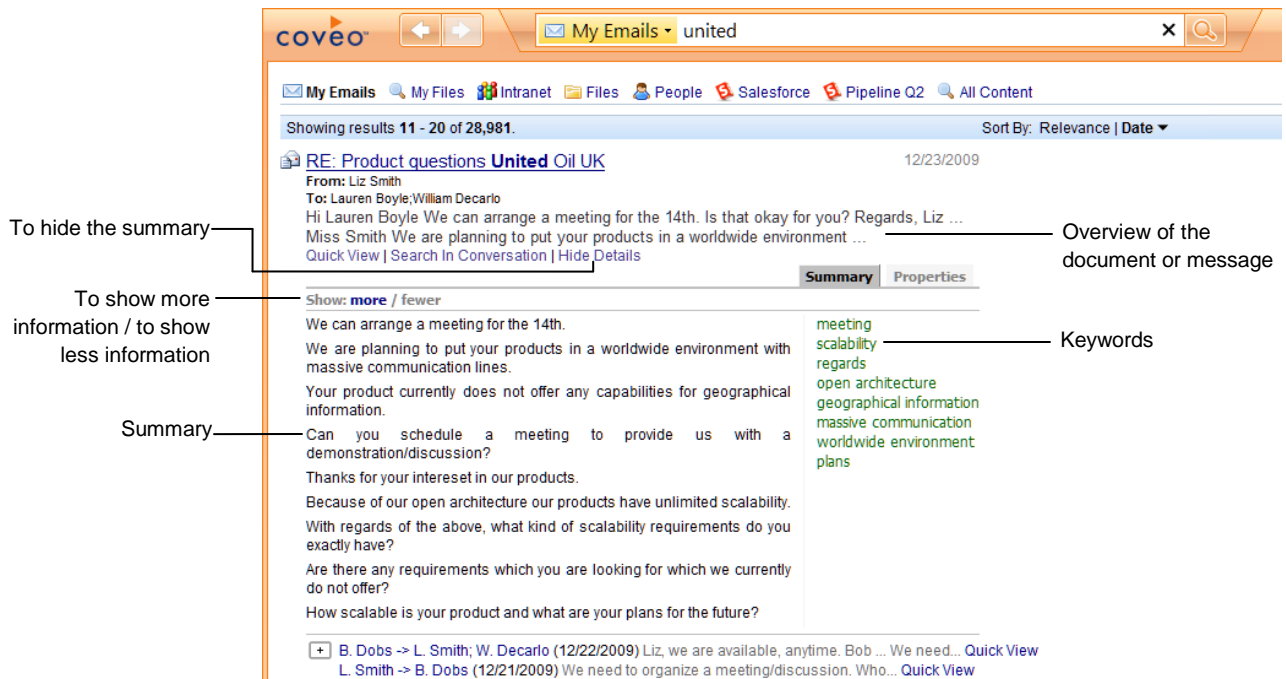 coveo™
My Emails united
My Emails My Files Intranet Files People Salesforce Pipeline Q2 All Content
Showing results 11 - 20 of 28,981. Sort By: Relevance | Date
RE: Product questions United Oil UK 12/23/2009
From: Liz Smith
To: Lauren Boyle;William Decarlo
Hi Lauren Boyle We can arrange a meeting for the 14th. Is that okay for you? Regards, Liz ...
Miss Smith We are planning to put your products in a worldwide environment ...
Quick View | Search In Conversation | Hide Details
To hide the summary
Overview of the
document or message
Summary Properties
To show more
information / to show
less information
Show: more / fewer
We can arrange a meeting for the 14th.
We are planning to put your products in a worldwide environment with
massive communication lines.
Your product currently does not offer any capabilities for geographical
information.
Can you schedule a meeting to provide us with a
demonstration/discussion?
Thanks for your intereset in our products.
Because of our open architecture our products have unlimited scalability.
With regards of the above, what kind of scalability requirements do you
exactly have?
Are there any requirements which you are looking for which we currently
do not offer?
How scalable is your product and what are your plans for the future?
Summary
meeting
scalability
regards
open architecture
geographical information
massive communication
worldwide environment
plans
Keywords
+ B. Dobs -> L. Smith; W. Decarlo (12/22/2009) Liz, we are available, anytime. Bob ... We need... Quick View
L. Smith -> B. Dobs (12/21/2009) We need to organize a meeting/discussion. Who... Quick View